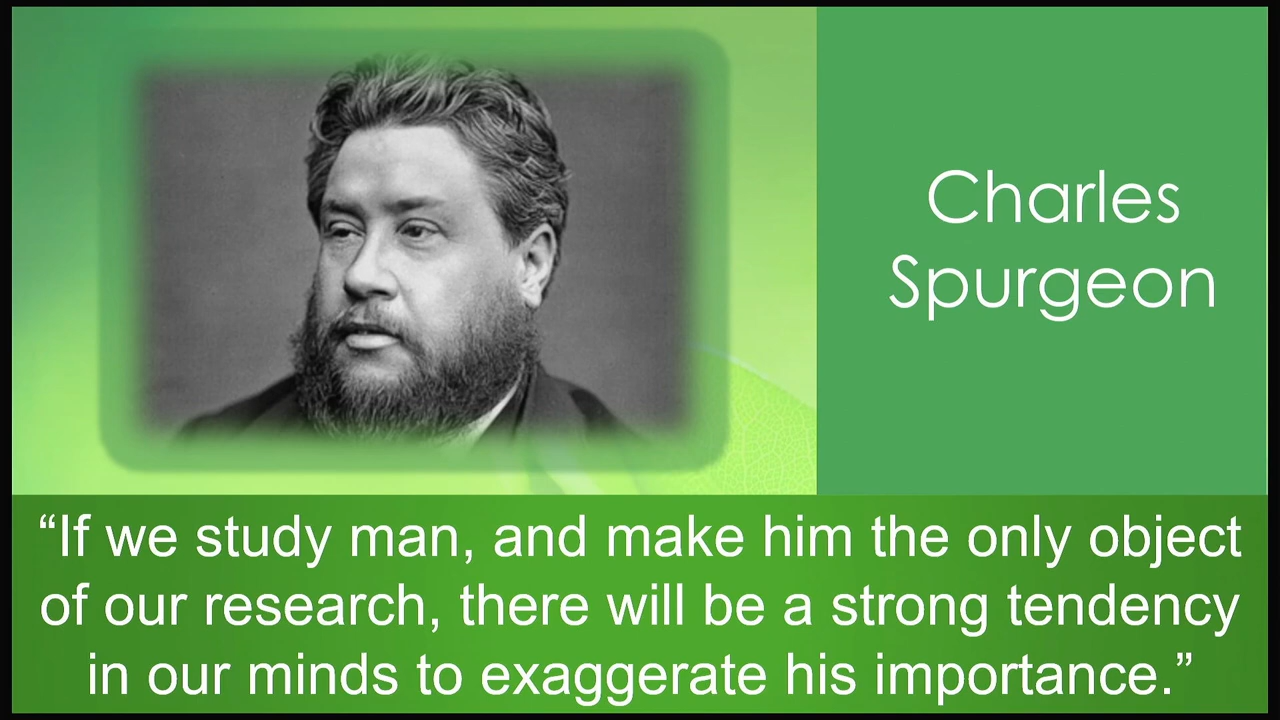 Charles
Spurgeon
“If we study man, and make him the only object
of our research, there will be a strong tendency
in our minds to exaggerate his importance.”